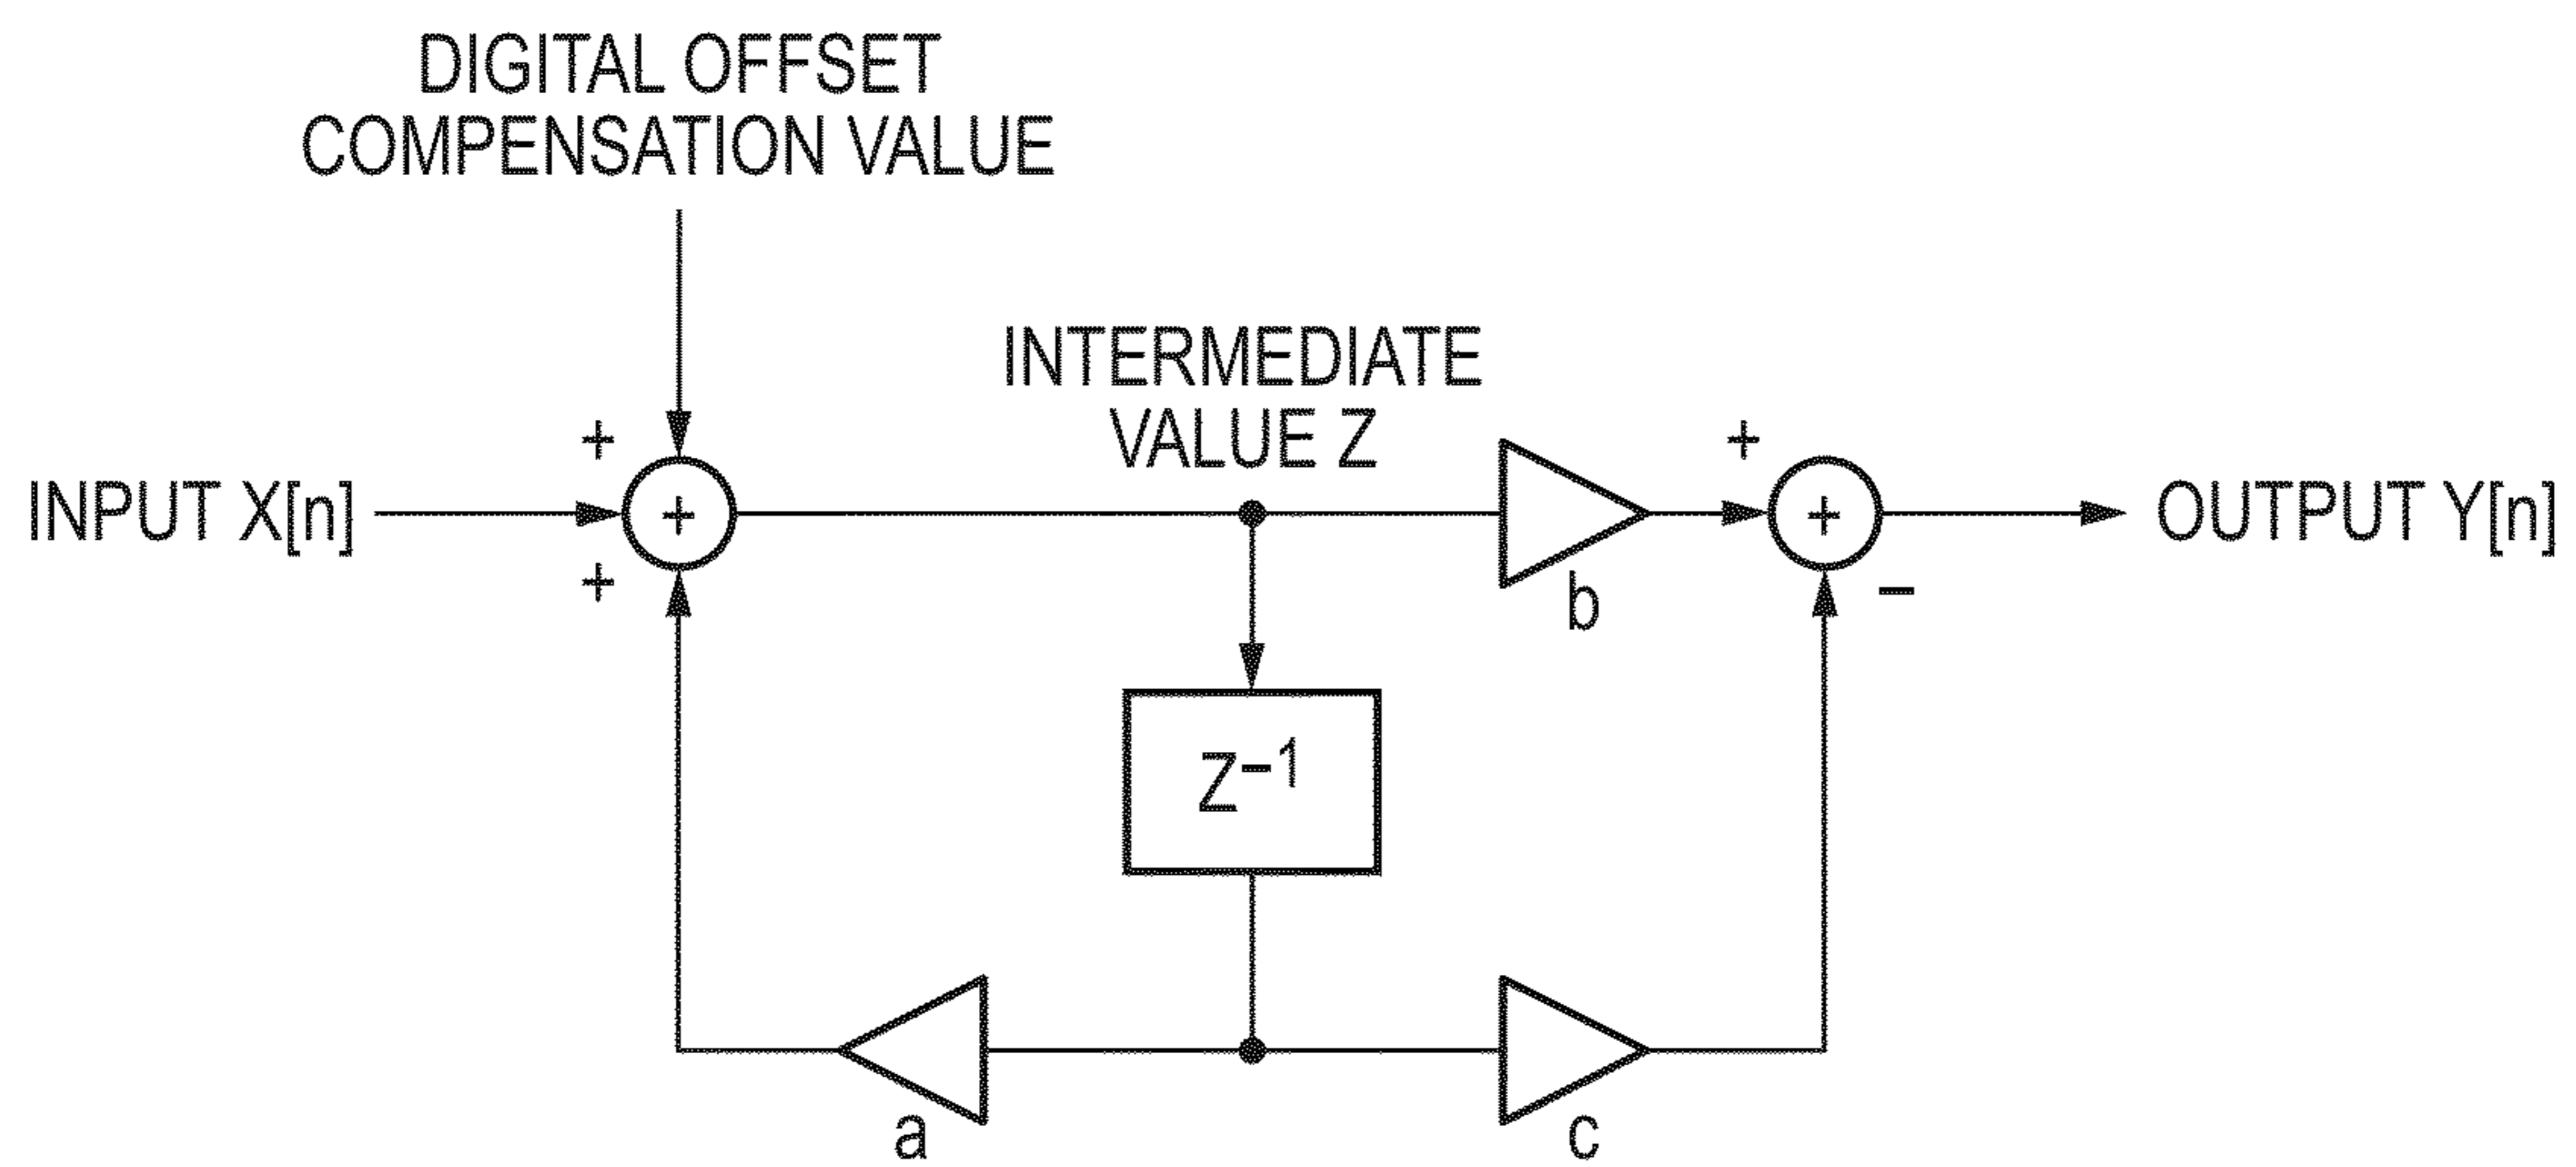 DIGITAL OFFSET
COMPENSATION VALUE
INTERMEDIATE
VALUE Z
+
+
INPUT X[n]
+
+
+
OUTPUT Y[n]
+
−
b
Z⁻¹
a
c